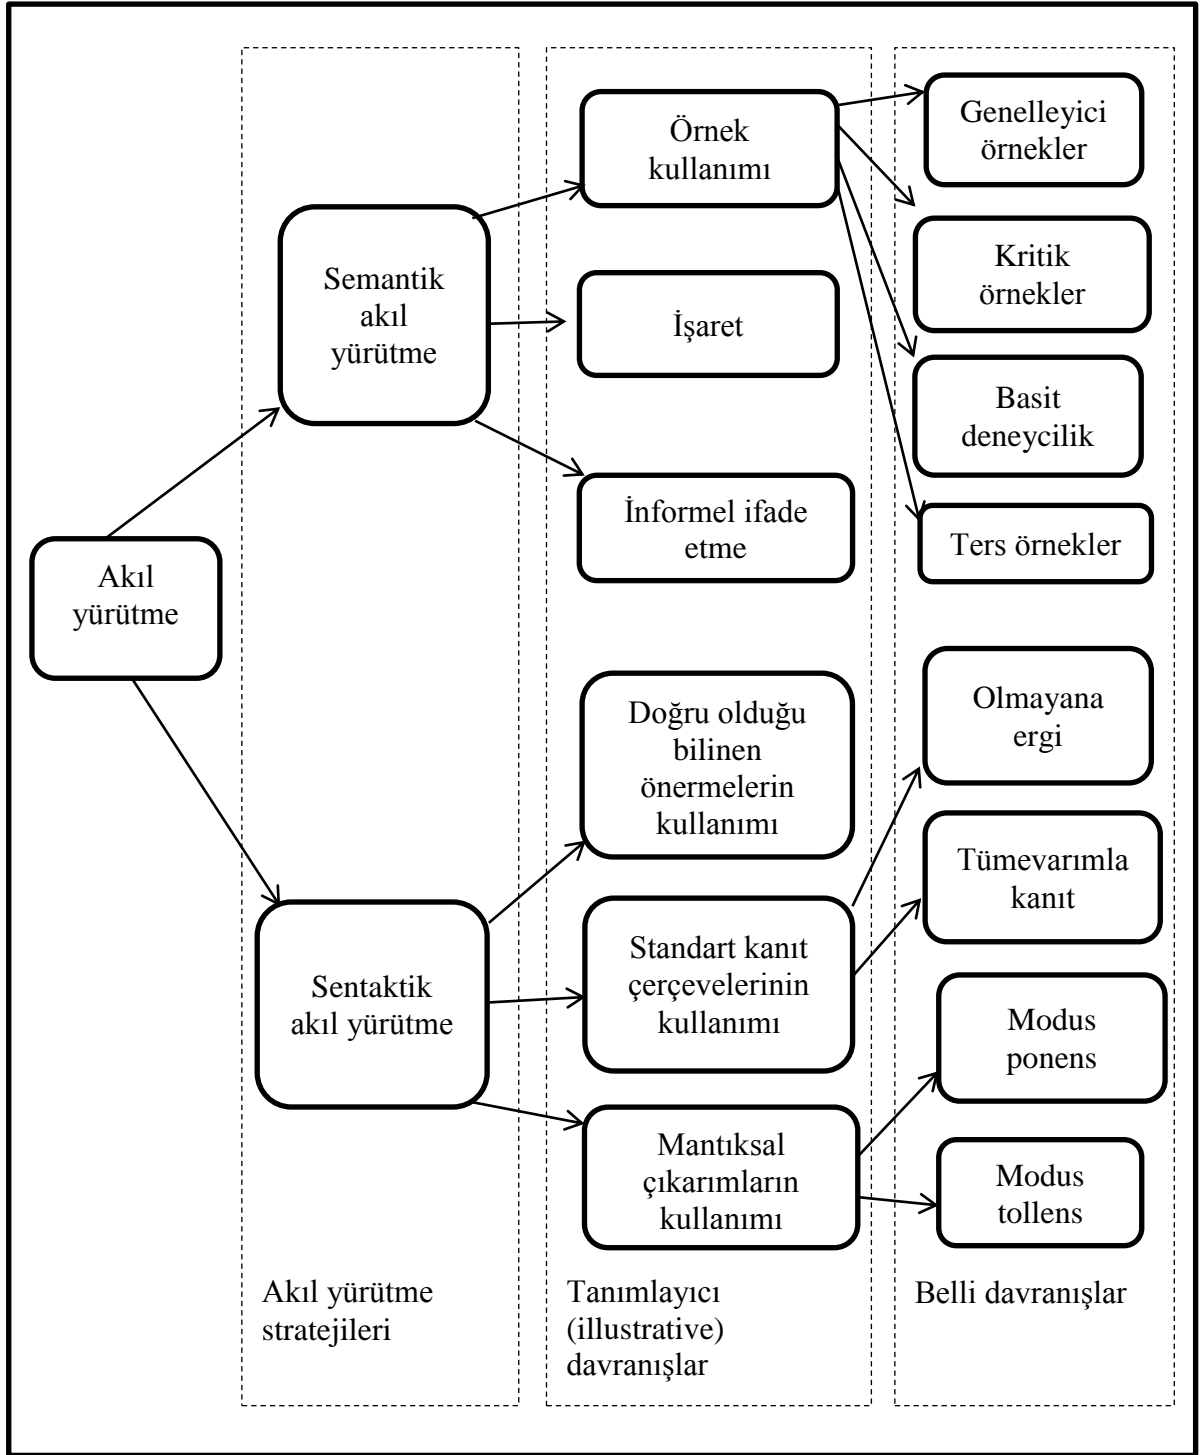 Akıl
yürütme
Semantik
akıl
yürütme
Sentaktik
akıl yürütme
Akıl yürütme
stratejileri
Örnek
kullanımı
İşaret
İnformel ifade
etme
Doğru olduğu
bilinen
önermelerin
kullanımı
Standart kanıt
çerçevelerinin
kullanımı
Mantıksal
çıkarımların
kullanımı
Tanımlayıcı
(illustrative)
davranışlar
Genelleyici
örnekler
Kritik
örnekler
Basit
deneycilik
Ters örnekler
Olmayana
ergi
Tümevarımla
kanıt
Modus
ponens
Modus
tollens
Belli davranışlar